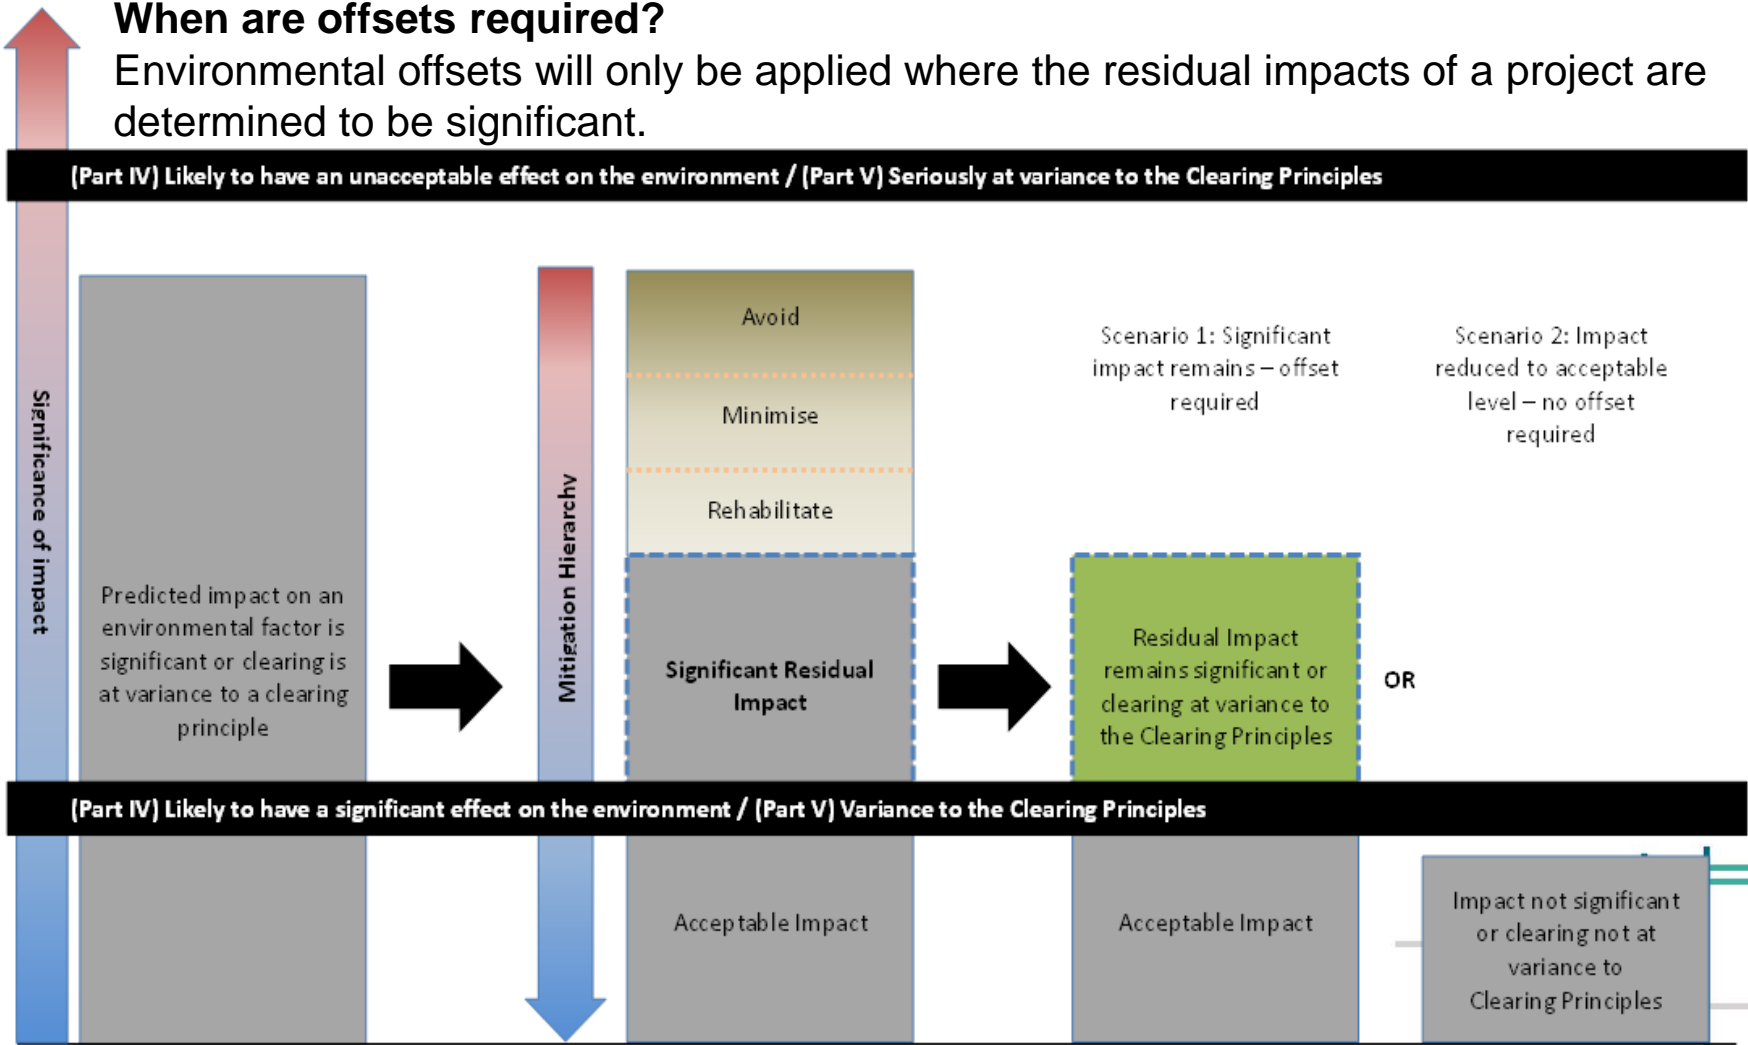 When are offsets required?
Environmental offsets will only be applied where the residual impacts of a project are
determined to be significant.
(Part IV) Likely to have an unacceptable effect on the environment / (Part V) Seriously at variance to the Clearing Principles
Significance of impact
Predicted impact on an
environmental factor is
significant or clearing is
at variance to a clearing
principle
Mitigation Hierarchy
Avoid
Minimise
Rehabilitate
Significant Residual
Impact
Scenario 1: Significant
impact remains – offset
required
Residual Impact
remains significant or
clearing at variance to
the Clearing Principles
OR
Scenario 2: Impact
reduced to acceptable
level – no offset
required
(Part IV) Likely to have a significant effect on the environment / (Part V) Variance to the Clearing Principles
Acceptable Impact
Acceptable Impact
Impact not significant
or clearing not at
variance to
Clearing Principles